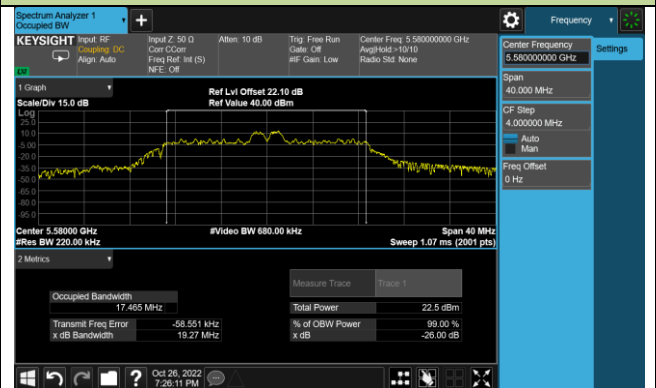 Spectrum Analyzer 1
Occupied BW
Frequency
KEYSIGHT
Input: RF
Coupling: DC
Align: Auto
Input Z: 50 Ω
Corr CCorr
Freq Ref: Int (S)
NFE: Off
Atten: 10 dB
Trig: Free Run
Gate: Off
#IF Gain: Low
Center Freq: 5.580000000 GHz
Avg|Hold:>10/10
Radio Std: None
Center Frequency
5.580000000 GHz
Settings
Span
40.000 MHz
CF Step
4.000000 MHz
Auto
Man
Freq Offset
0 Hz
1 Graph
Scale/Div 15.0 dB
Ref Lvl Offset 22.10 dB
Ref Value 40.00 dBm
Log
25.0
10.0
-5.00
-20.0
-35.0
-50.0
-65.0
-80.0
-95.0
Center 5.58000 GHz
#Res BW 220.00 kHz
#Video BW 680.00 kHz
Span 40 MHz
Sweep 1.07 ms (2001 pts)
2 Metrics
Measure Trace
Trace 1
Occupied Bandwidth
17.465 MHz
Total Power
22.5 dBm
Transmit Freq Error
-58.551 kHz
% of OBW Power
99.00 %
x dB Bandwidth
19.27 MHz
x dB
-26.00 dB
?
Oct 26, 2022
7:26:11 PM